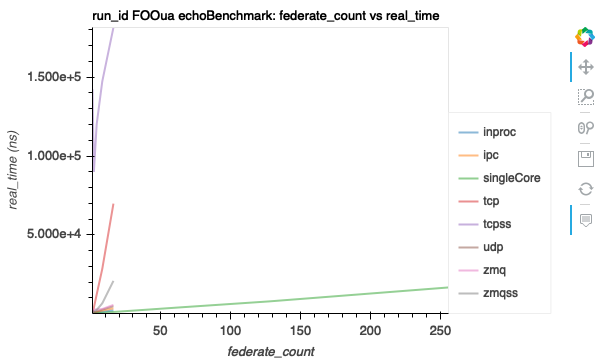 run_id FOOua echoBenchmark: federate_count vs real_time
real_time (ns)
1.500e+5
1.000e+5
5.000e+4
50
100
150
200
250
federate_count
inproc
ipc
singleCore
tcp
tcpss
udp
zmq
zmqss